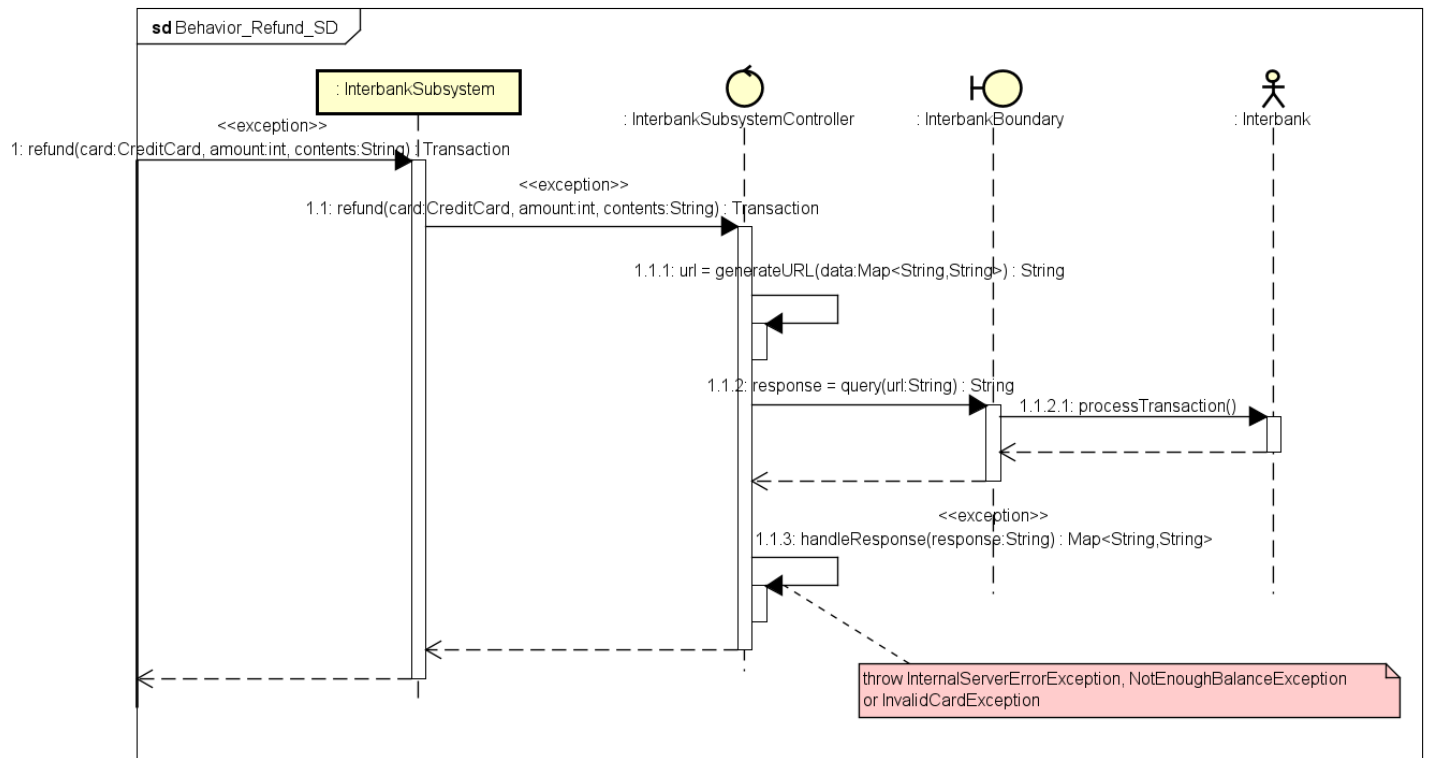 sd Behavior_Refund_SD
: InterbankSubsystem
: InterbankSubsystemController
: InterbankBoundary
: Interbank
<<exception>>
1: refund(card:CreditCard, amount:int, contents:String) : Transaction
<<exception>>
1.1: refund(card:CreditCard, amount:int, contents:String) : Transaction
1.1.1: url = generateURL(data:Map<String,String>) : String
1.1.2: response = query(url:String) : String
1.1.2.1: processTransaction()
<<exception>>
1.1.3: handleResponse(response:String) : Map<String,String>
throw InternalServerErrorException, NotEnoughBalanceException
or InvalidCardException